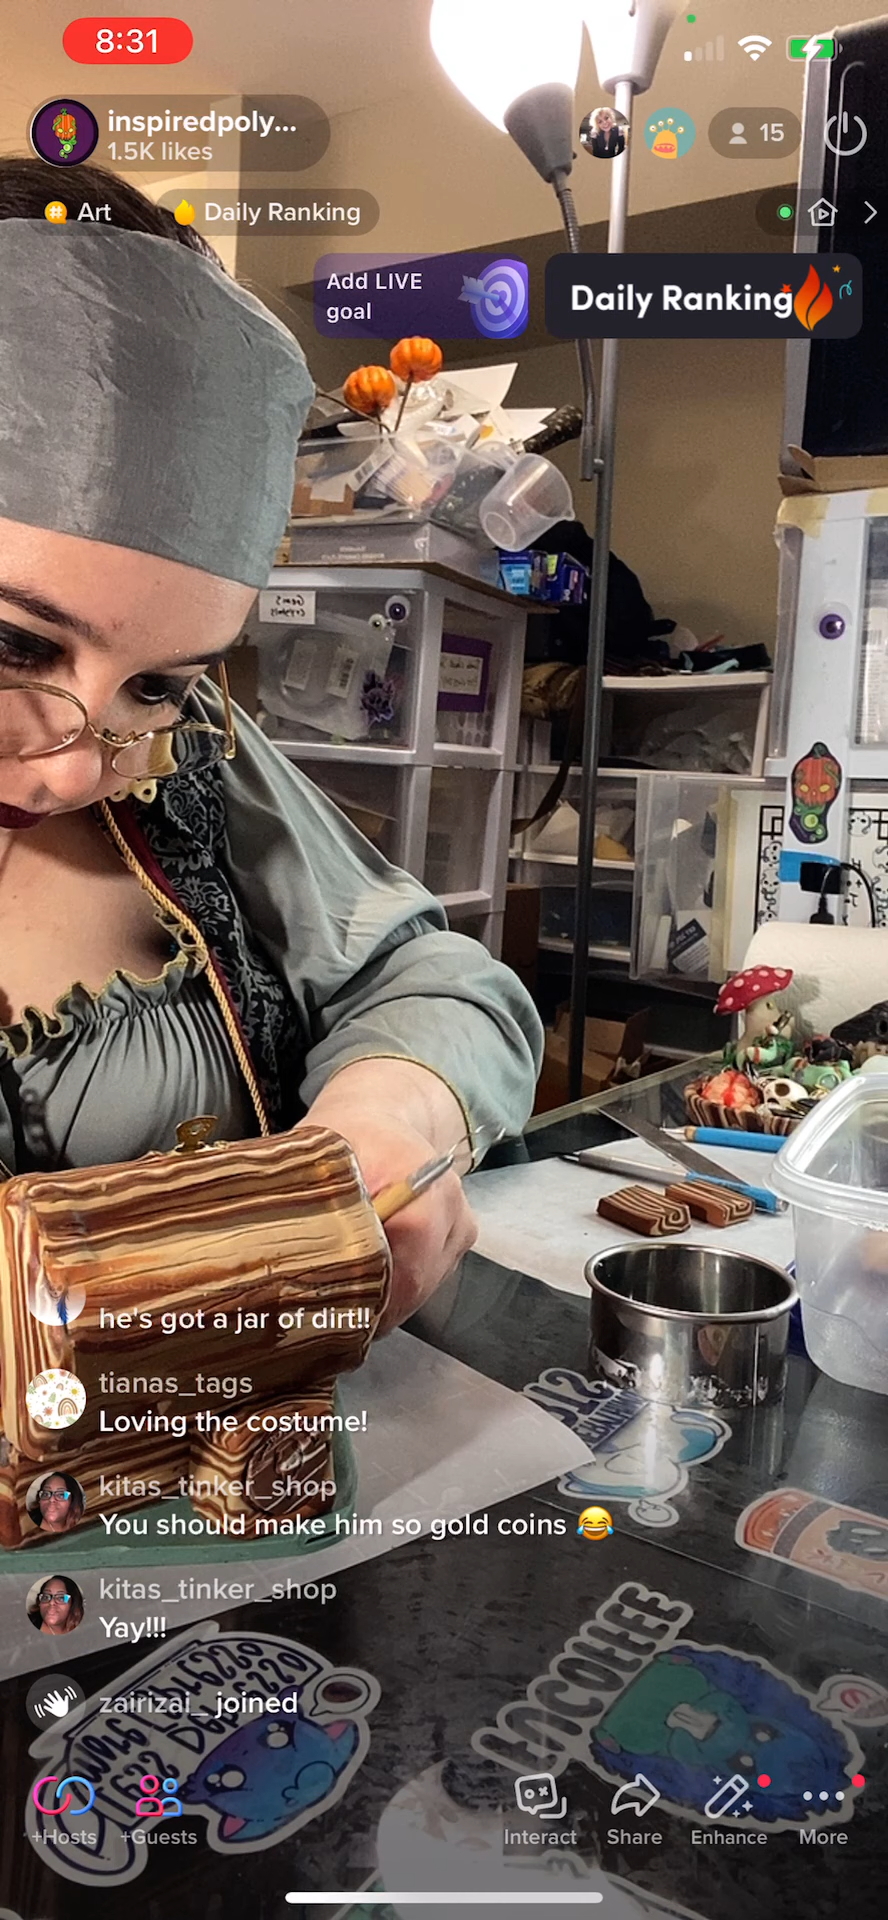 8:31
inspiredpoly...
1.5K likes
15
Art
Daily Ranking
Add LIVE
goal
Daily Ranking
he's got a jar of dirt!!
tianas_tags
Loving the costume!
kitas_tinker_shop
You should make him so gold coins 😂
kitas_tinker_shop
Yay!!!
zairizai_ joined
+Hosts
+Guests
Interact
Share
Enhance
More